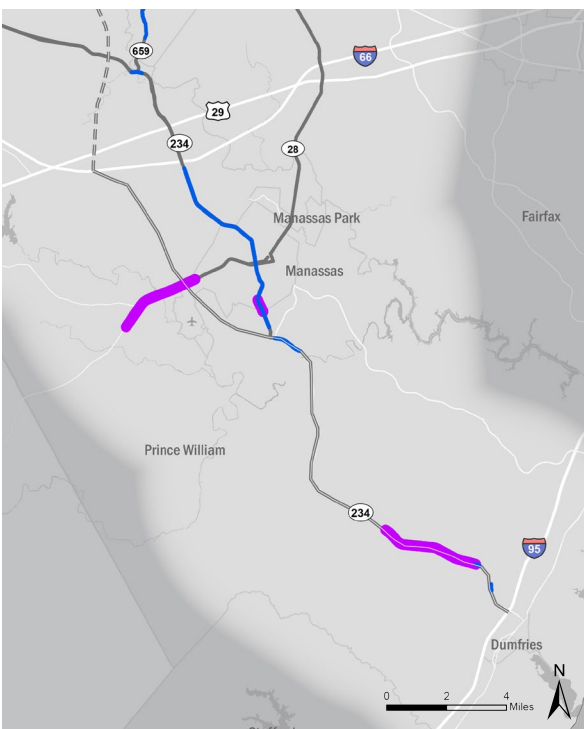 659
66
29
234
28
Manassas Park
Fairfax
Manassas
Prince William
234
95
Dumfries
N
0 2 4
Miles